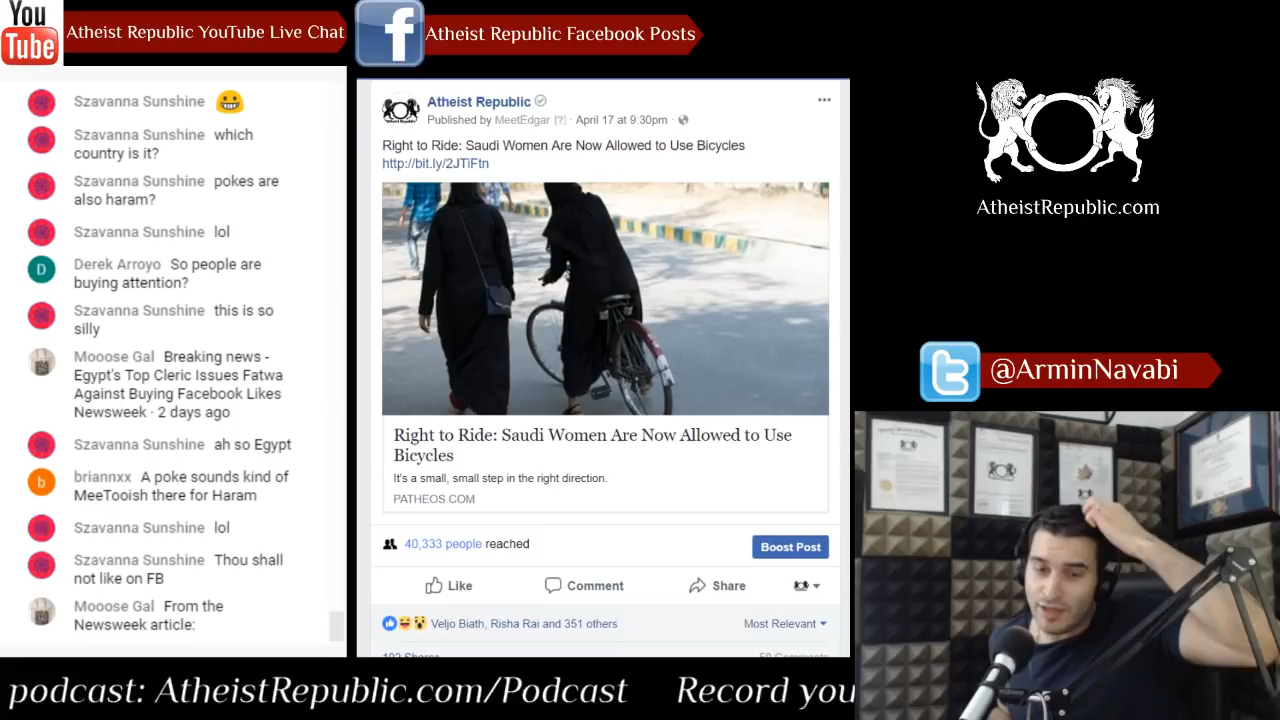 You
Tube
Atheist Republic YouTube Live Chat
f
Atheist Republic Facebook Posts
Szavanna Sunshine 😀
Szavanna Sunshine which
country is it?
Szavanna Sunshine pokes are
also haram?
Szavanna Sunshine lol
D
Derek Arroyo So people are
buying attention?
Szavanna Sunshine this is so
silly
Mooose Gal Breaking news -
Egypt's Top Cleric Issues Fatwa
Against Buying Facebook Likes
Newsweek · 2 days ago
Szavanna Sunshine ah so Egypt
b
briannxx A poke sounds kind of
MeeTooish there for Haram
Szavanna Sunshine lol
Szavanna Sunshine Thou shall
not like on FB
Mooose Gal From the
Newsweek article:
Atheist Republic
Published by MeetEdgar [?] · April 17 at 9:30pm ·
Right to Ride: Saudi Women Are Now Allowed to Use Bicycles
http://bit.ly/2JTiFtn
Right to Ride: Saudi Women Are Now Allowed to Use
Bicycles
It's a small, small step in the right direction.
PATHEOS.COM
40,333 people reached
Boost Post
Like
Comment
Share
Veljo Biath, Risha Rai and 351 others
Most Relevant
AtheistRepublic.com
@ArminNavabi
podcast: AtheistRepublic.com/Podcast
Record you